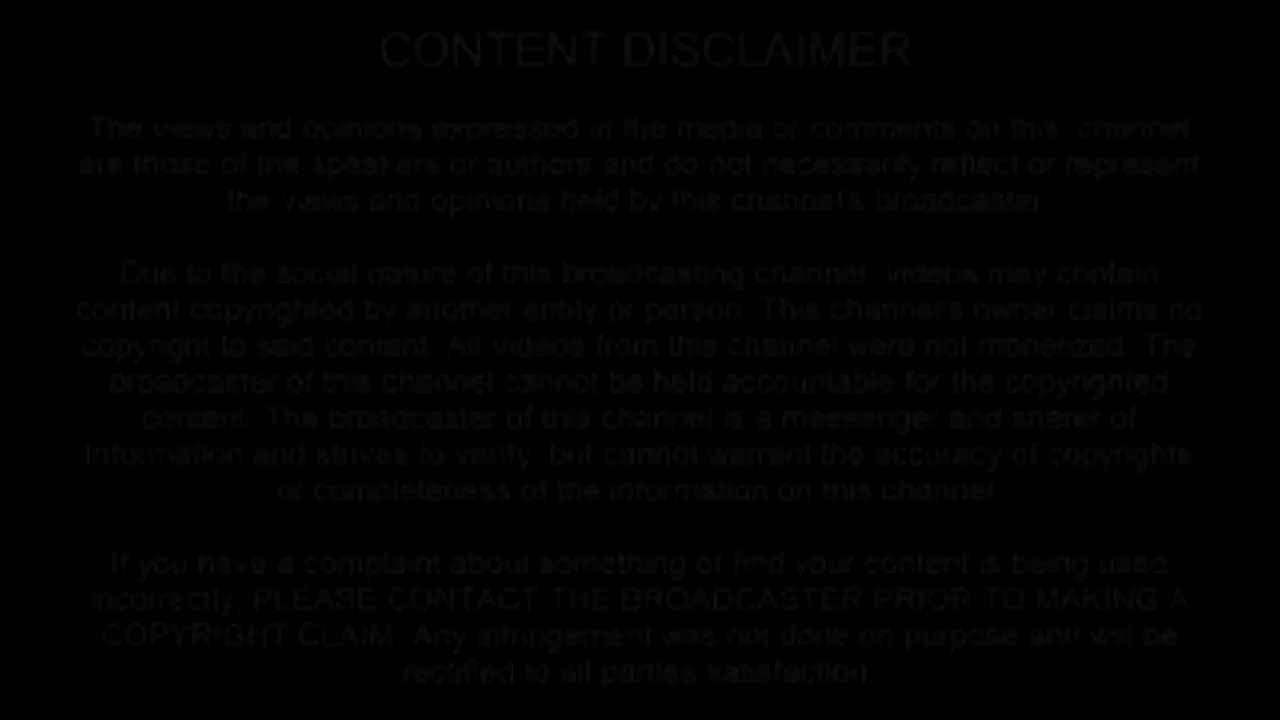 CONTENT DISCLAIMER
The views and opinions expressed in the media or comments on this channel
are those of the speakers or authors and do not necessarily reflect or represent
the views and opinions held by this channel's broadcaster
Due to the social nature of this broadcasting channel, videos may contain
content copyrighted by another entity or person. This channel's owner claims no
copyright to said content. All videos from this channel were not monetized. The
broadcaster of this channel cannot be held accountable for the copyrighted
content. The broadcaster of this channel is a messenger and sharer of
information and strives to verify, but cannot warrant the accuracy of copyrights
or completeness of the information on this channel.
If you have a complaint about something or find your content is being used
incorrectly, PLEASE CONTACT THE BROADCASTER PRIOR TO MAKING A
COPYRIGHT CLAIM. Any infringement was not done on purpose and will be
rectified to all parties satisfaction.